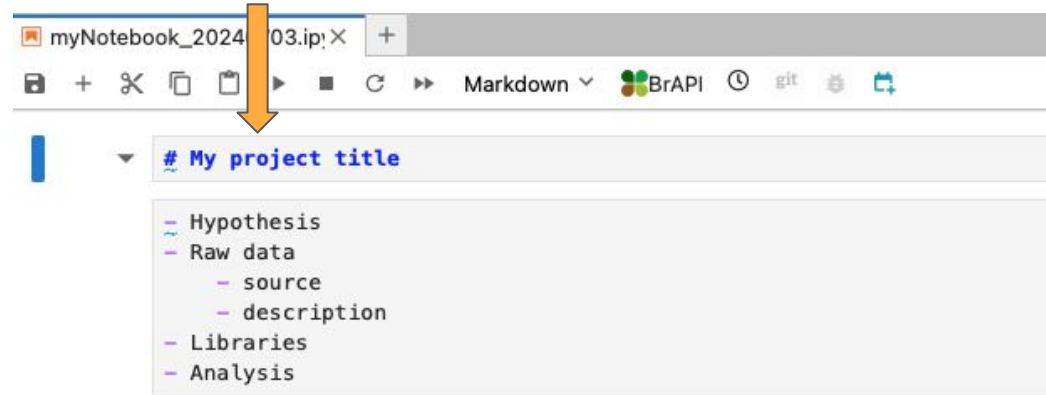 myNotebook_2024 03.ipy
Markdown BrAPI git
# My project title
- Hypothesis
- Raw data
- source
- description
- Libraries
- Analysis